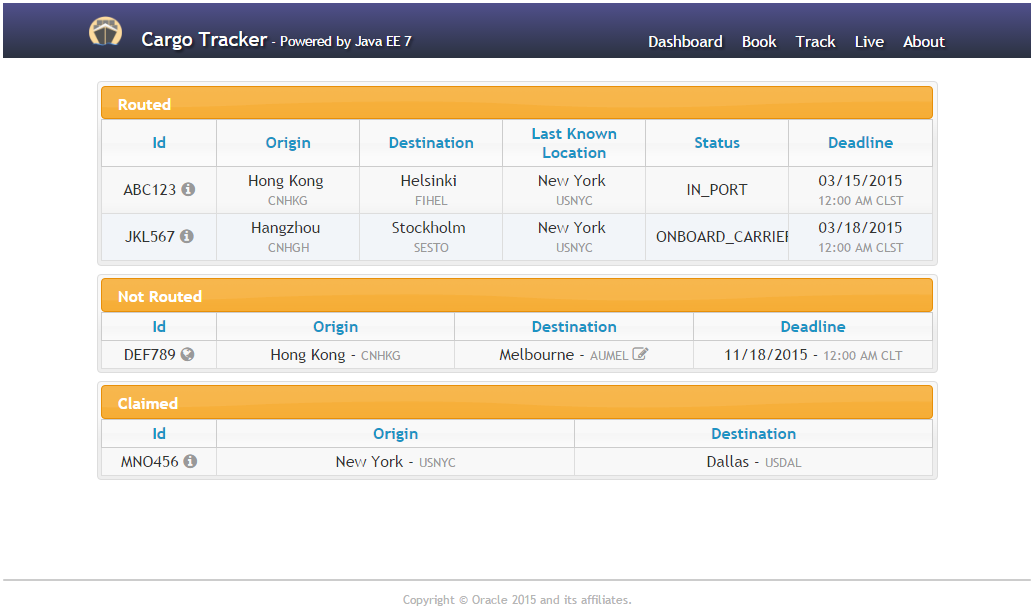 Cargo Tracker - Powered by Java EE 7
Dashboard Book Track Live About
Routed
Id Origin Destination Last Known Location Status Deadline
ABC123 Hong Kong CNHKG Helsinki FIHEL New York USNYC IN_PORT 03/15/2015 12:00 AM CLST
JKL567 Hangzhou CNHGH Stockholm SESTO New York USNYC ONBOARD_CARRIER 03/18/2015 12:00 AM CLST
Not Routed
Id Origin Destination Deadline
DEF789 Hong Kong - CNHKG Melbourne - AUMEL 11/18/2015 - 12:00 AM CLT
Claimed
Id Origin Destination
MNO456 New York - USNYC Dallas - USDAL
Copyright © Oracle 2015 and its affiliates.